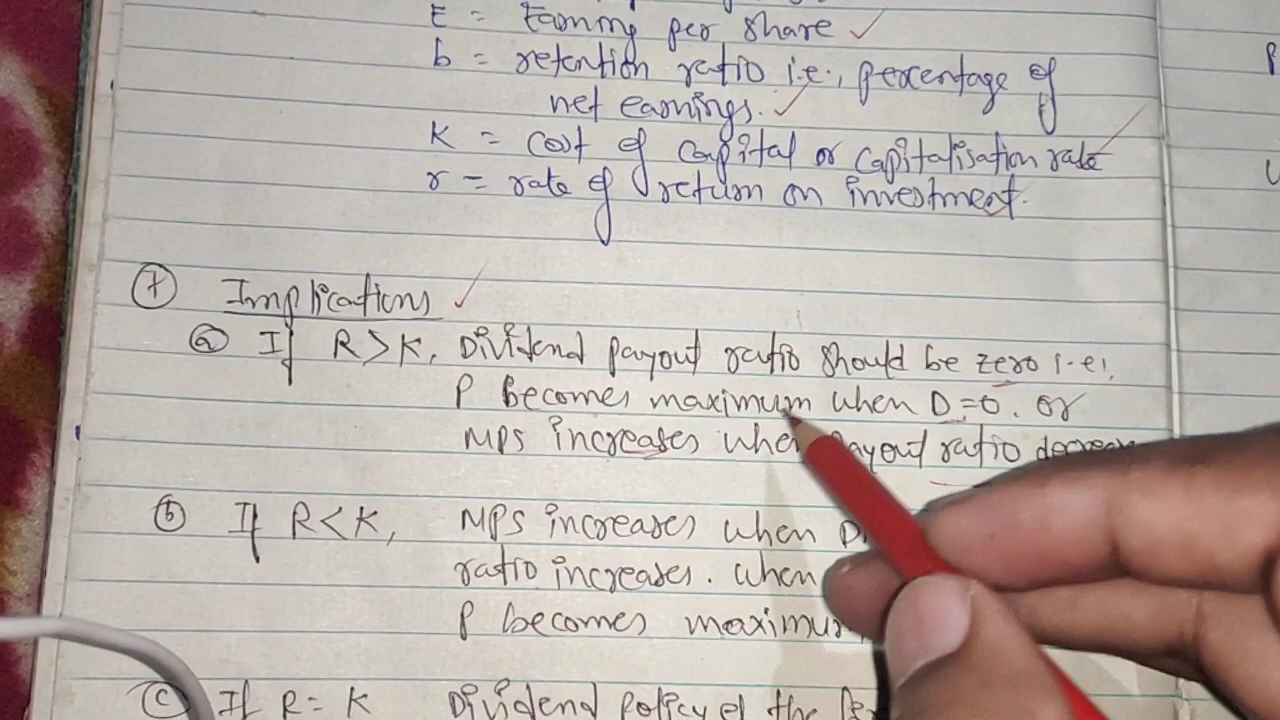 E = Earning per share
b = retention ratio i.e., percentage of
net earnings.
K = cost of capital or capitalisation rate
r = rate of return on investment.
7 Implications
a If R>K, Dividend payout ratio should be zero i.e.,
P becomes maximum when D=0. or
MPS increases when payout ratio
b If R<K, MPS increases when
ratio increases. When
P becomes
c If R=K Dividend Policy of the